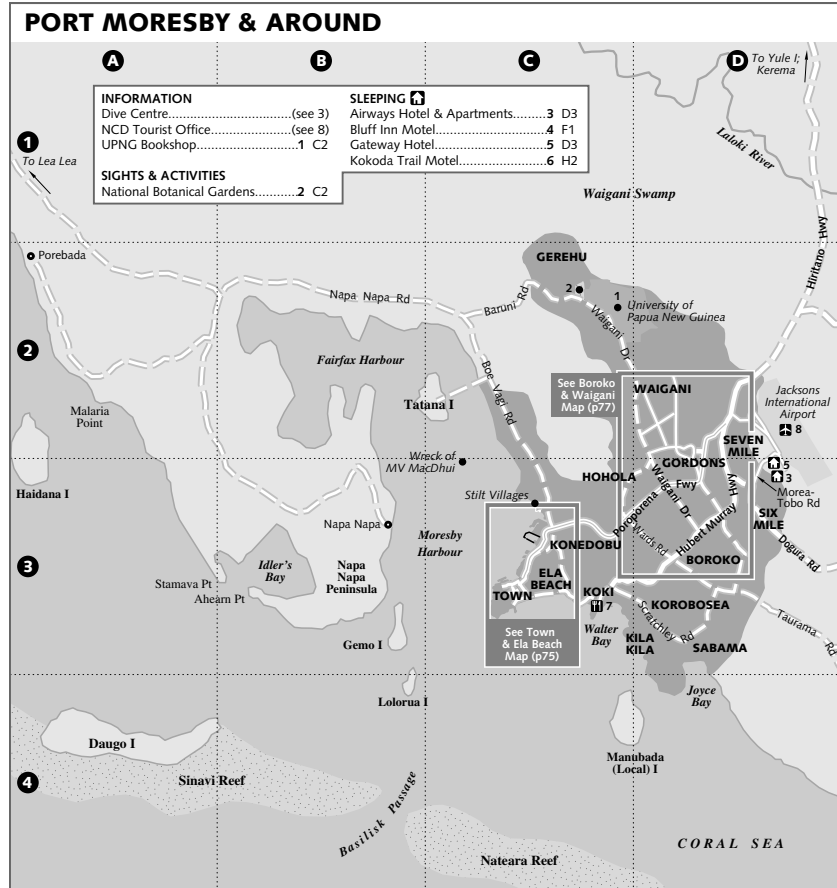 PORT MORESBY & AROUND
A
B
C
D
To Yule I;
Kerema
INFORMATION
Dive Centre.................................(see 3)
NCD Tourist Office.....................(see 8)
UPNG Bookshop........................1 C2
SIGHTS & ACTIVITIES
National Botanical Gardens............2 C2
SLEEPING
Airways Hotel & Apartments........3 D3
Bluff Inn Motel............................4 F1
Gateway Hotel............................5 D3
Kokoda Trail Motel......................6 H2
1
To Lea Lea
Laloki River
Waigani Swamp
Hiritano Hwy
Porebada
GEREHU
2
1
University of
Papua New Guinea
Napa Napa Rd
Baruni Rd
Waigani Dr
2
Fairfax Harbour
Boe Vagi Rd
See Boroko
& Waigani
Map (p77)
WAIGANI
Jacksons
International
Airport
8
Tatana I
Malaria
Point
SEVEN
MILE
Wreck of
MV MacDhui
GORDONS
5
3
Haidana I
HOHOLA
Waigani Dr
Fwy
Hwy
Morea-
Tobo Rd
Stilt Villages
Poroporena
SIX
MILE
Napa Napa
Moresby
Harbour
KONEDOBU
Wards Rd
Hubert Murray
Dogura Rd
3
Idler's
Bay
Napa
Napa
Peninsula
ELA
BEACH
BOROKO
Stamava Pt
Ahearn Pt
TOWN
KOKI
7
KOROBOSEA
Taurama Rd
Gemo I
See Town
& Ela Beach
Map (p75)
Walter
Bay
Scratchley Rd
KILA
KILA
SABAMA
Lolorua I
Joyce
Bay
Daugo I
Manubada
(Local) I
4
Sinavi Reef
Basilisk Passage
CORAL SEA
Nateara Reef